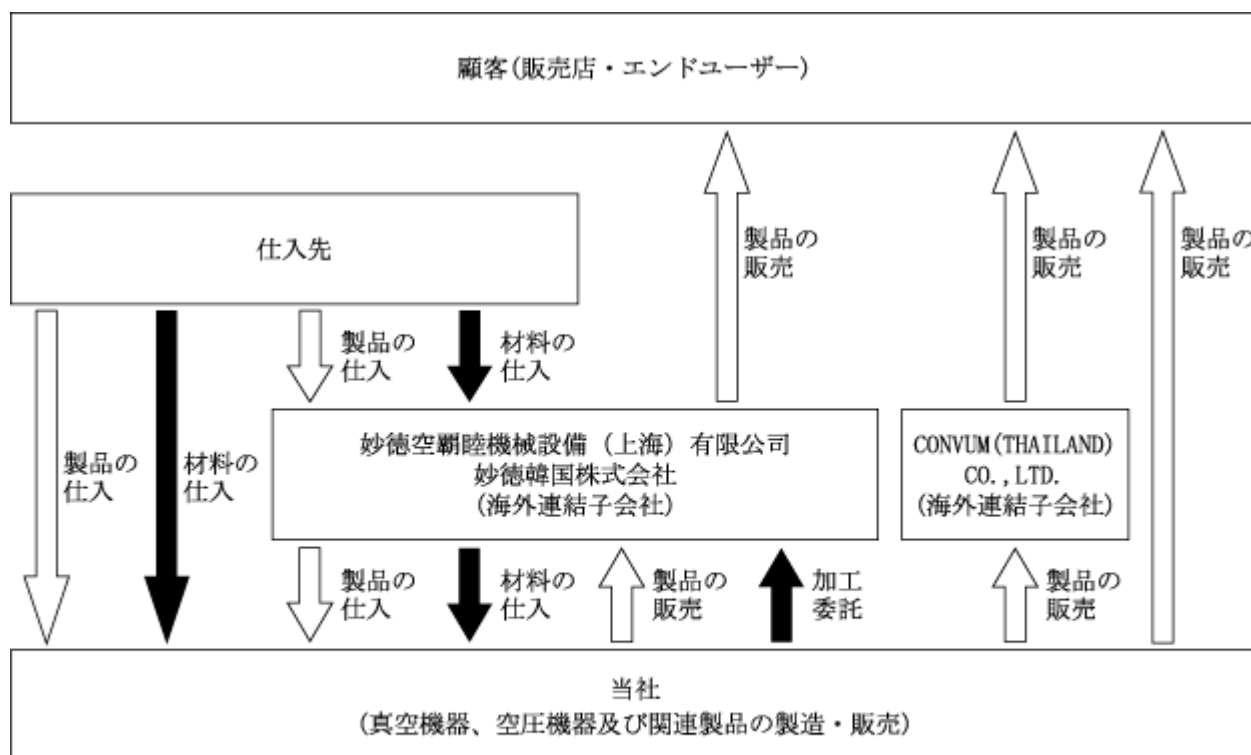 顧客(販売店・エンドユーザー)
仕入先
製品の
販売
製品の
販売
製品の
販売
製品の
仕入
材料の
仕入
製品の
仕入
材料の
仕入
妙徳空覇睦機械設備（上海）有限公司
妙徳韓国株式会社
(海外連結子会社)
CONVUM(THAILAND)
CO.,LTD.
(海外連結子会社)
製品の
仕入
材料の
仕入
製品の
販売
加工
委託
製品の
販売
当社
(真空機器、空圧機器及び関連製品の製造・販売)